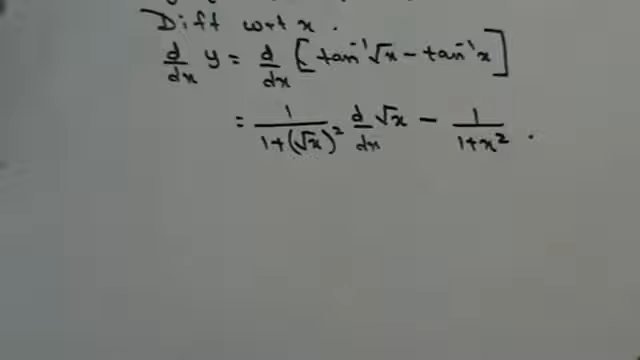 Diff wrt x.
d/dx y = d/dx [tan⁻¹√x − tan⁻¹x]
= 1/(1+(√x)²) d/dx √x − 1/(1+x²) .